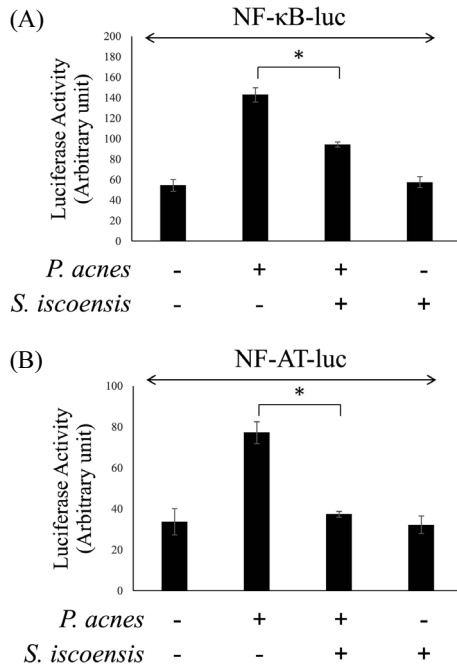 (A)
NF-κB-luc
Luciferase Activity
(Arbitrary unit)
200
180
160
140
120
100
80
60
40
20
0
*
P. acnes - + + -
S. iscoensis - - + +
(B)
NF-AT-luc
Luciferase Activity
(Arbitrary unit)
100
80
60
40
20
0
*
P. acnes - + + -
S. iscoensis - - + +